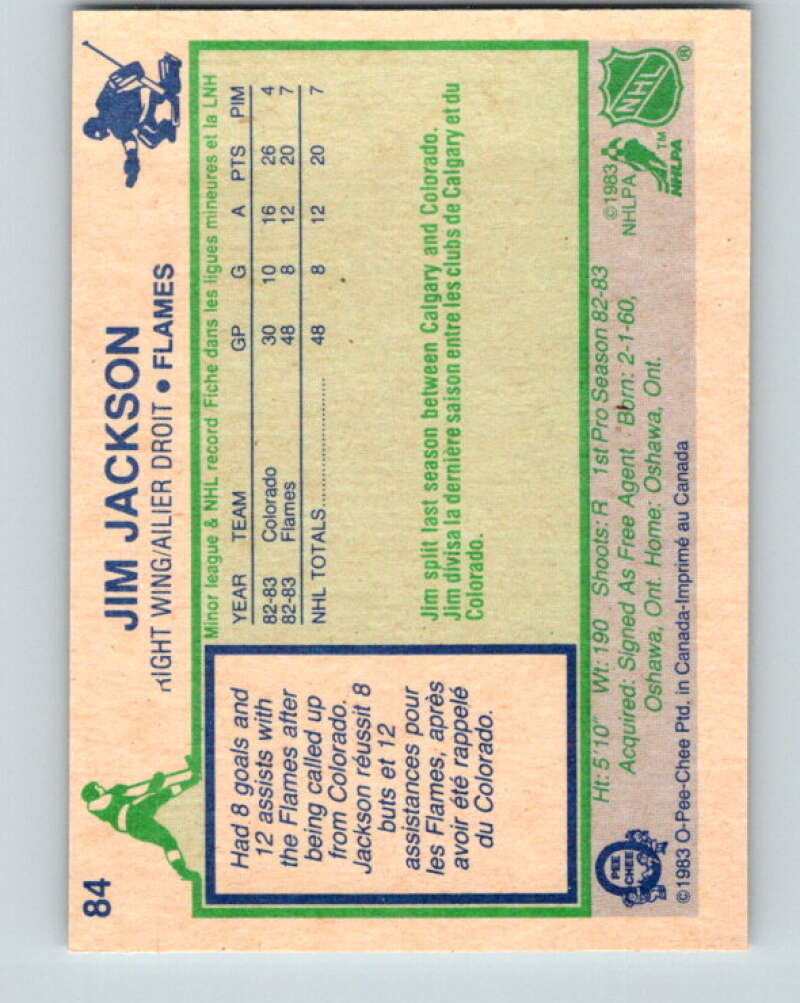 84
JIM JACKSON
RIGHT WING/AILIER DROIT • FLAMES
Had 8 goals and
12 assists with
the Flames after
being called up
from Colorado.
Jackson réussit 8
buts et 12
assistances pour
les Flames, après
avoir été rappelé
du Colorado.
Minor league & NHL record Fiche dans les ligues mineures et la LNH
YEAR TEAM GP G A PTS PIM
82-83 Colorado 30 10 16 26 4
82-83 Flames 48 8 12 20 7
NHL TOTALS.......................... 48 8 12 20 7
Jim split last season between Calgary and Colorado.
Jim divisa la dernière saison entre les clubs de Calgary et du
Colorado.
Ht: 5'10" Wt: 190 Shoots: R 1st Pro Season 82-83
Acquired: Signed As Free Agent · Born: 2-1-60,
Oshawa, Ont. Home: Oshawa, Ont.
PEE
CHEE
© 1983 O-Pee-Chee Ptd. in Canada-Imprimé au Canada
© 1983
NHLPA
NHL ®
TM
NHLPA